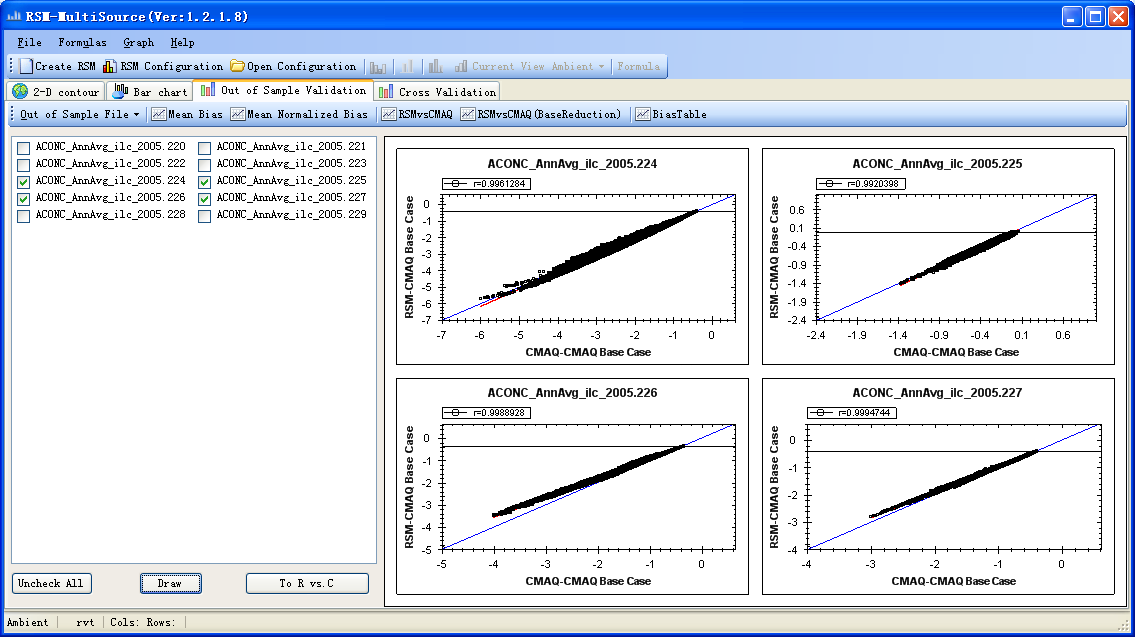 RSM-MultiSource(Ver:1.2.1.8)
File Formulas Graph Help
Create RSM RSM Configuration Open Configuration Current View Ambient Formula
2-D contour Bar chart Out of Sample Validation Cross Validation
Out of Sample File Mean Bias Mean Normalized Bias RSMvsCMAQ RSMvsCMAQ(BaseReduction) BiasTable
ACONC_AnnAvg_ilc_2005.220 ACONC_AnnAvg_ilc_2005.221
ACONC_AnnAvg_ilc_2005.222 ACONC_AnnAvg_ilc_2005.223
ACONC_AnnAvg_ilc_2005.224 ACONC_AnnAvg_ilc_2005.225
ACONC_AnnAvg_ilc_2005.226 ACONC_AnnAvg_ilc_2005.227
ACONC_AnnAvg_ilc_2005.228 ACONC_AnnAvg_ilc_2005.229
Uncheck All Draw To R vs.C
ACONC_AnnAvg_ilc_2005.224
r=0.9961284
RSM-CMAQ Base Case
0
-1
-2
-3
-4
-5
-6
-7
-7 -6 -5 -4 -3 -2 -1 0
CMAQ-CMAQ Base Case
ACONC_AnnAvg_ilc_2005.225
r=0.9920398
RSM-CMAQ Base Case
0.6
0.1
-0.4
-0.9
-1.4
-1.9
-2.4
-2.4 -1.9 -1.4 -0.9 -0.4 0.1 0.6
CMAQ-CMAQ Base Case
ACONC_AnnAvg_ilc_2005.226
r=0.9988928
RSM-CMAQ Base Case
0
-1
-2
-3
-4
-5
-5 -4 -3 -2 -1 0
CMAQ-CMAQ Base Case
ACONC_AnnAvg_ilc_2005.227
r=0.9994744
RSM-CMAQ Base Case
0
-1
-2
-3
-4
-4 -3 -2 -1 0
CMAQ-CMAQ Base Case
Ambient rvt Cols: Rows: